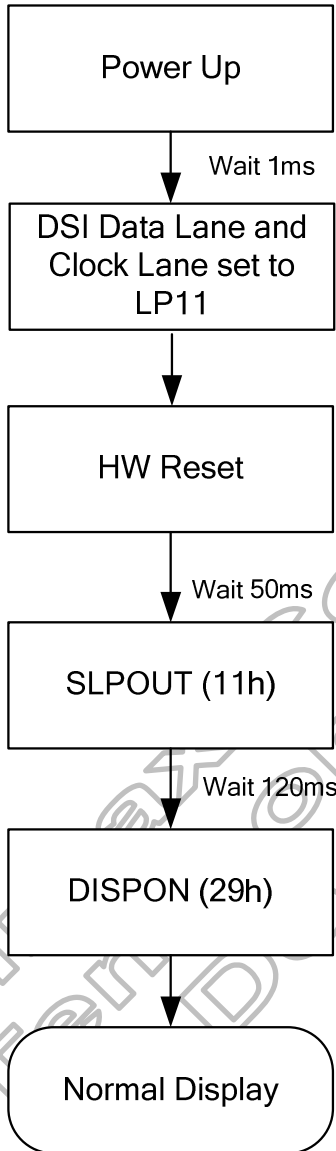 Power Up
Wait 1ms
DSI Data Lane and
Clock Lane set to
LP11
HW Reset
Wait 50ms
SLPOUT (11h)
Wait 120ms
DISPON (29h)
Normal Display